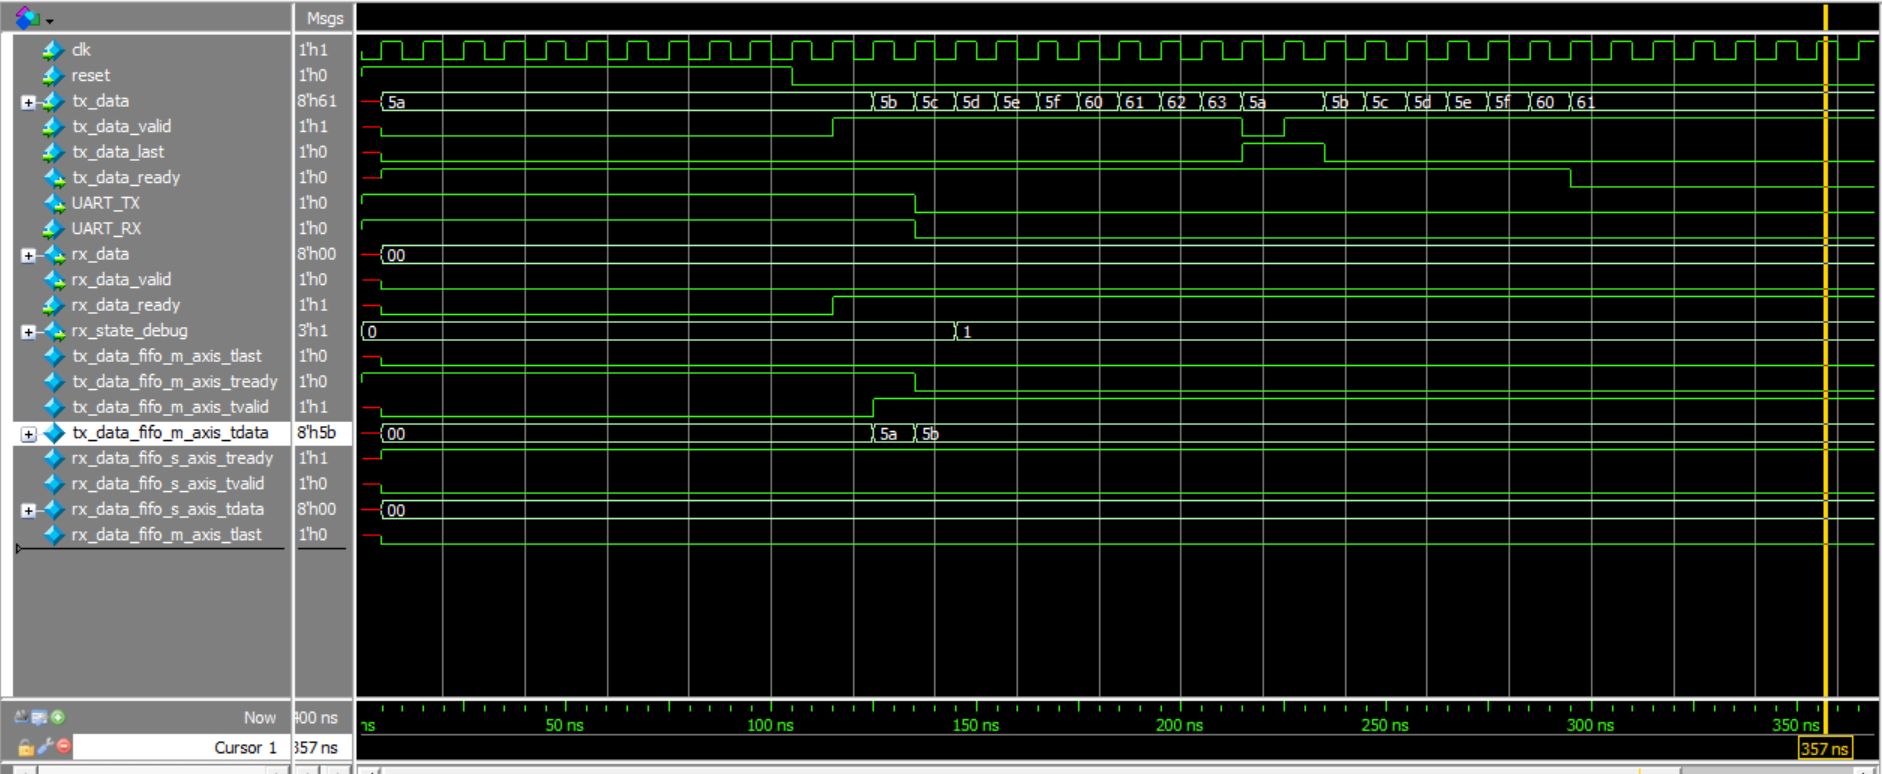 Msgs
clk 1'h1
reset 1'h0
tx_data 8'h61 5a 5b 5c 5d 5e 5f 60 61 62 63 5a 5b 5c 5d 5e 5f 60 61
tx_data_valid 1'h1
tx_data_last 1'h0
tx_data_ready 1'h0
UART_TX 1'h0
UART_RX 1'h0
rx_data 8'h00 00
rx_data_valid 1'h0
rx_data_ready 1'h1
rx_state_debug 3'h1 0 1
tx_data_fifo_m_axis_tlast 1'h0
tx_data_fifo_m_axis_tready 1'h0
tx_data_fifo_m_axis_tvalid 1'h1
tx_data_fifo_m_axis_tdata 8'h5b 00 5a 5b
rx_data_fifo_s_axis_tready 1'h1
rx_data_fifo_s_axis_tvalid 1'h0
rx_data_fifo_s_axis_tdata 8'h00 00
rx_data_fifo_m_axis_tlast 1'h0
Now 400 ns ns 50 ns 100 ns 150 ns 200 ns 250 ns 300 ns 350 ns
Cursor 1 357 ns 357 ns